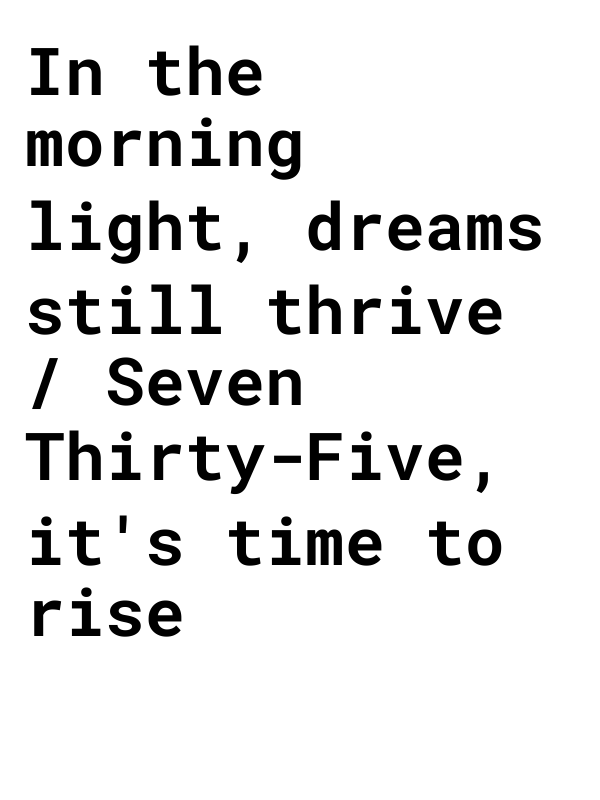 In the
morning
light, dreams
still thrive
/ Seven
Thirty-Five,
it's time to
rise